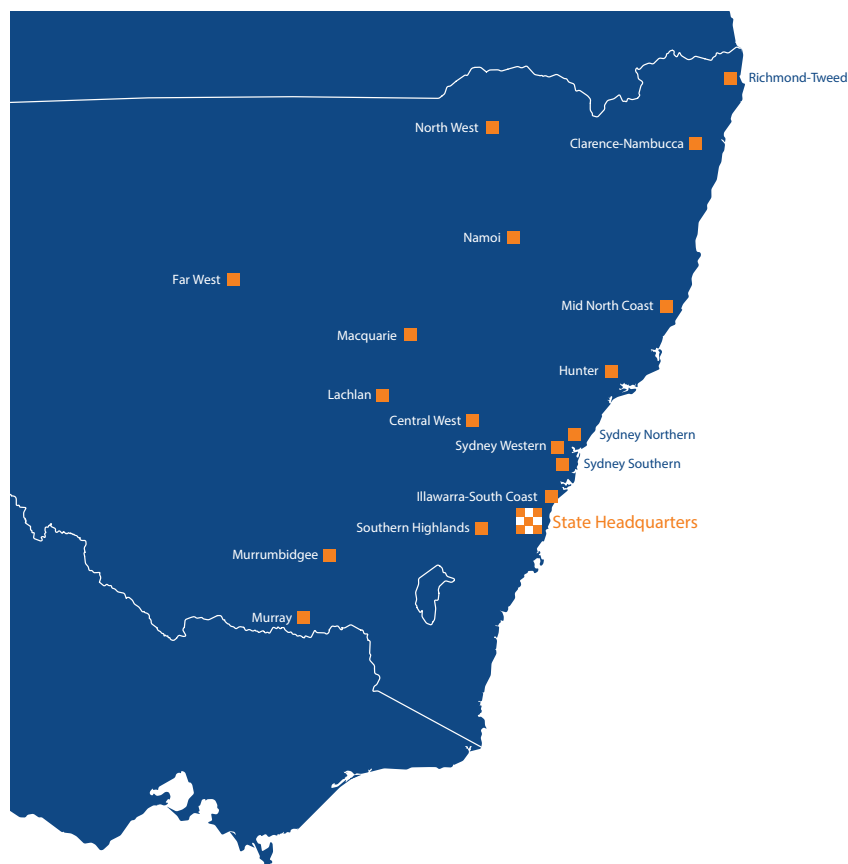 Richmond-Tweed
North West
Clarence-Nambucca
Namoi
Far West
Mid North Coast
Macquarie
Hunter
Lachlan
Central West
Sydney Northern
Sydney Western
Sydney Southern
Illawarra-South Coast
State Headquarters
Southern Highlands
Murrumbidgee
Murray